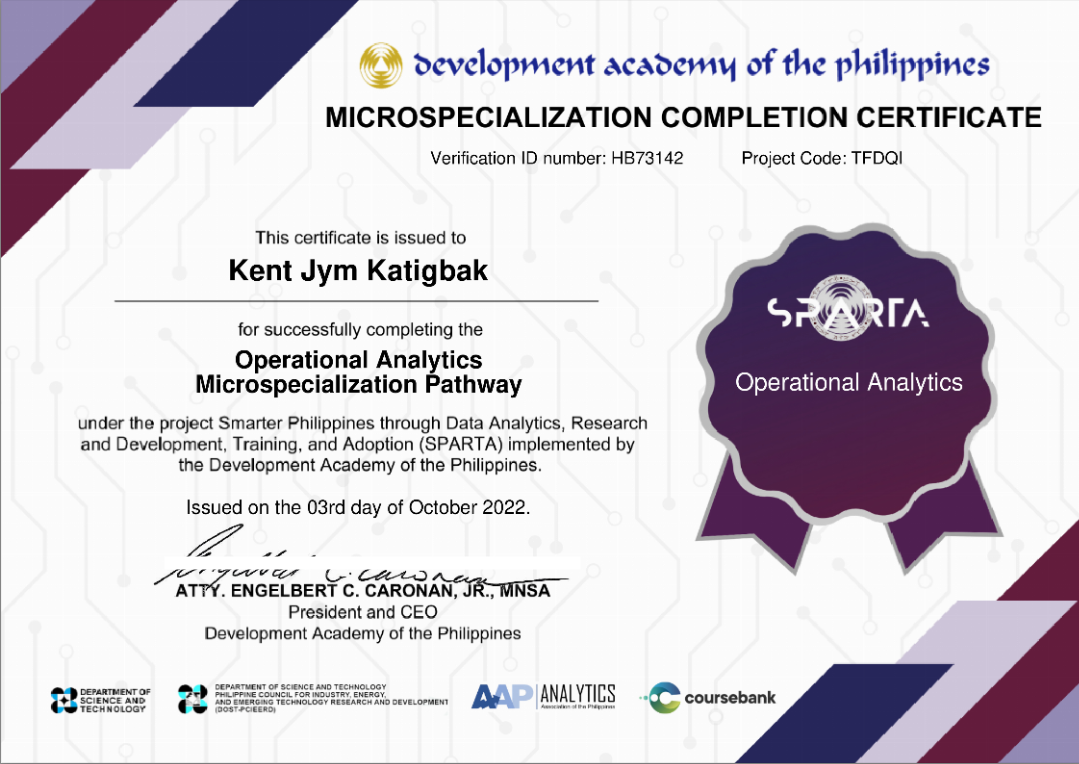 development academy of the philippines
MICROSPECIALIZATION COMPLETION CERTIFICATE
Verification ID number: HB73142 Project Code: TFDQI
This certificate is issued to
Kent Jym Katigbak
for successfully completing the
Operational Analytics
Microspecialization Pathway
under the project Smarter Philippines through Data Analytics, Research
and Development, Training, and Adoption (SPARTA) implemented by
the Development Academy of the Philippines.
Issued on the 03rd day of October 2022.
Engelbert C. Caronan
ATTY. ENGELBERT C. CARONAN, JR., MNSA
President and CEO
Development Academy of the Philippines
SPARTA
Operational Analytics
DEPARTMENT OF
SCIENCE AND
TECHNOLOGY
DEPARTMENT OF SCIENCE AND TECHNOLOGY
PHILIPPINE COUNCIL FOR INDUSTRY, ENERGY,
AND EMERGING TECHNOLOGY RESEARCH AND DEVELOPMENT
(DOST-PCIEERD)
AAP ANALYTICS
Association of the Philippines
coursebank